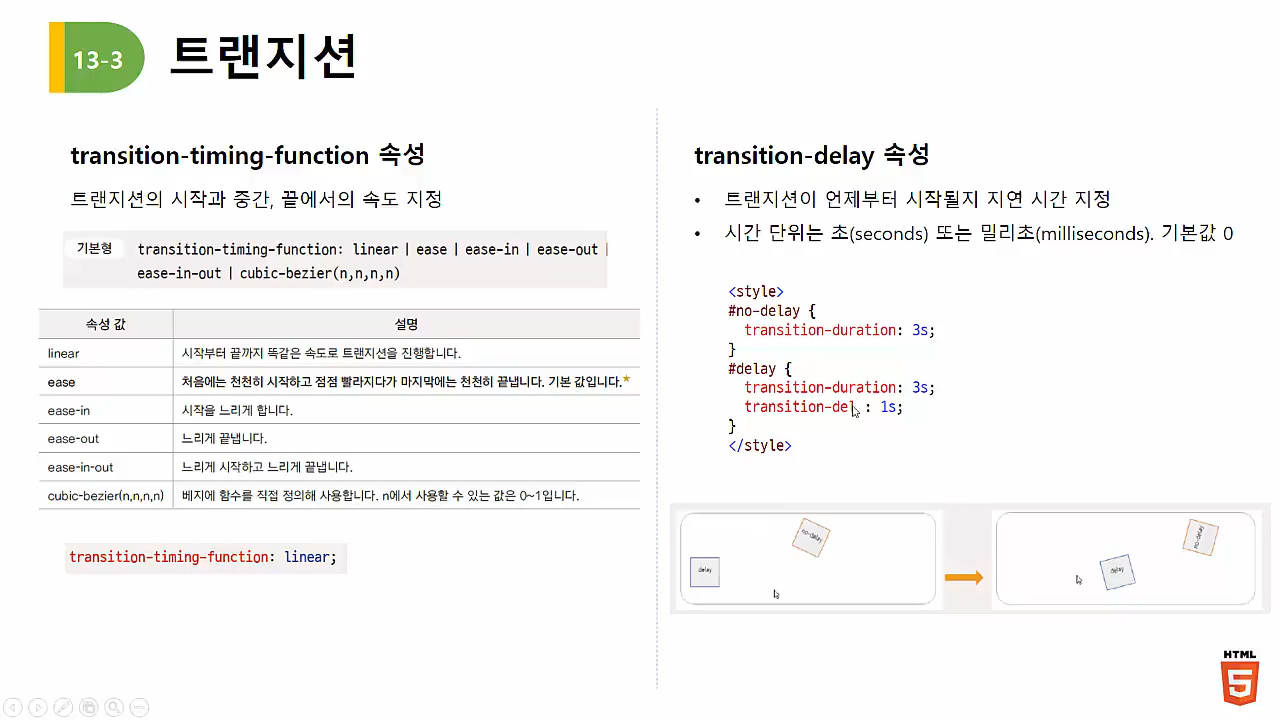 13-3 트랜지션
transition-timing-function 속성
트랜지션의 시작과 중간, 끝에서의 속도 지정
기본형 transition-timing-function: linear | ease | ease-in | ease-out |
ease-in-out | cubic-bezier(n,n,n,n)
속성 값 설명
linear 시작부터 끝까지 똑같은 속도로 트랜지션을 진행합니다.
ease 처음에는 천천히 시작하고 점점 빨라지다가 마지막에는 천천히 끝냅니다. 기본 값입니다.★
ease-in 시작을 느리게 합니다.
ease-out 느리게 끝냅니다.
ease-in-out 느리게 시작하고 느리게 끝냅니다.
cubic-bezier(n,n,n,n) 베지에 함수를 직접 정의해 사용합니다. n에서 사용할 수 있는 값은 0~1입니다.
transition-timing-function: linear;
transition-delay 속성
• 트랜지션이 언제부터 시작될지 지연 시간 지정
• 시간 단위는 초(seconds) 또는 밀리초(milliseconds). 기본값 0
<style>
#no-delay {
transition-duration: 3s;
}
#delay {
transition-duration: 3s;
: 1s;
}
</style>
no-delay
delay
no-delay
delay
HTML
5